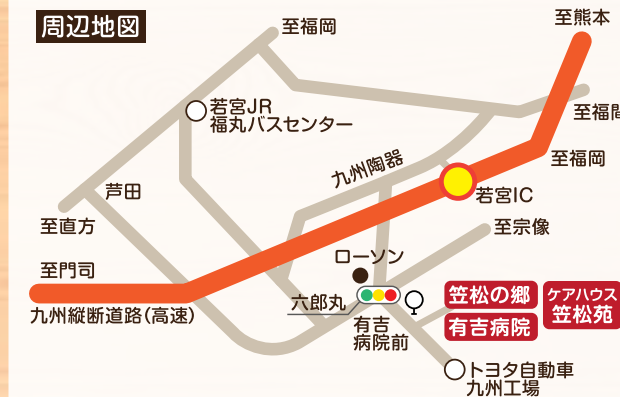 周辺地図
至福岡
至熊本
若宮JR
福丸バスセンター
至福間
九州陶器
至福岡
芦田
若宮IC
至直方
至宗像
ローソン
至門司
笠松の郷
ケアハウス
笠松苑
六郎丸
九州縦断道路(高速)
有吉
病院前
有吉病院
トヨタ自動車
九州工場